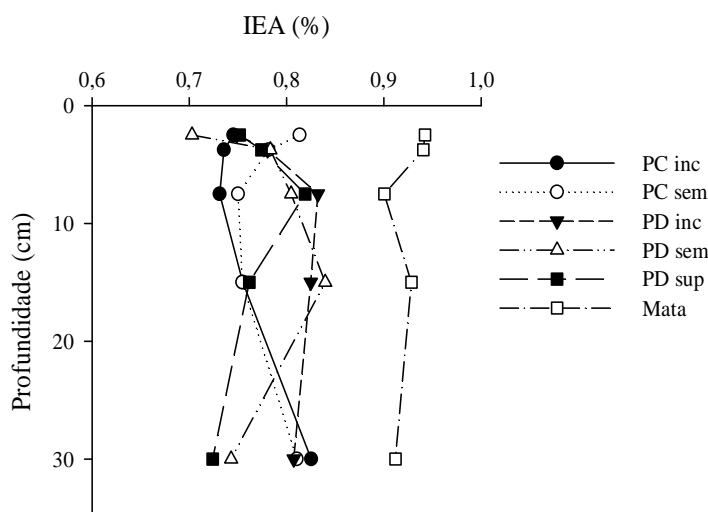 IEA (%)
0,6 0,7 0,8 0,9 1,0
0
10
20
30
Profundidade (cm)
PC inc
PC sem
PD inc
PD sem
PD sup
Mata